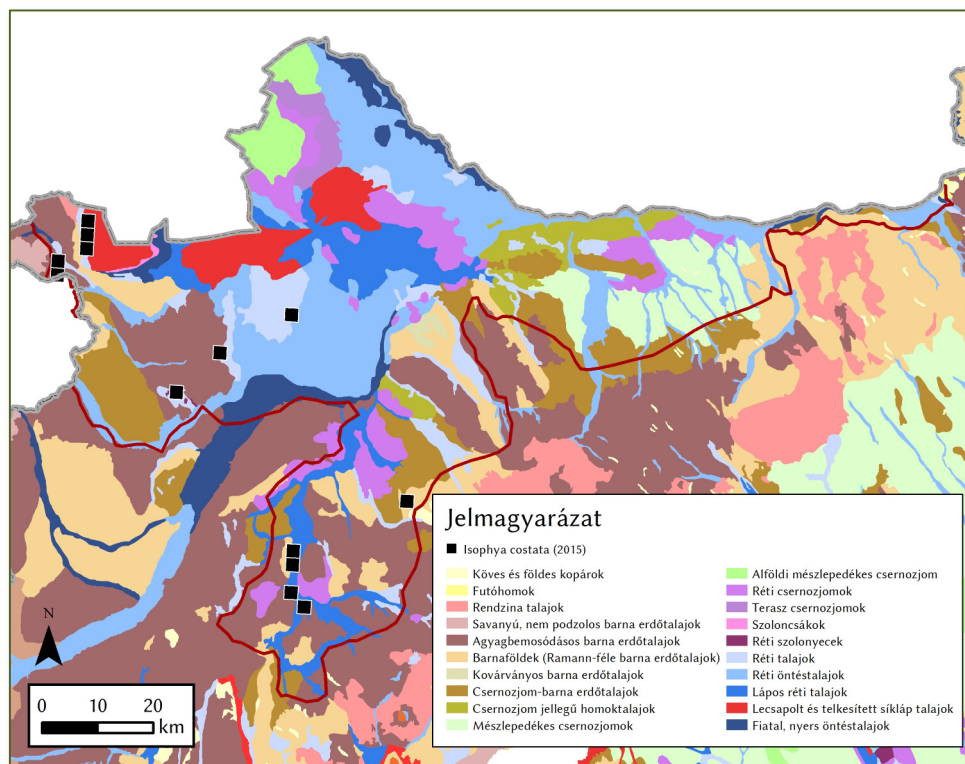 Jelmagyarázat
Isophya costata (2015)
Köves és földes kopárok
Futóhomok
Rendzina talajok
Savanyú, nem podzolos barna erdőtalajok
Agyagbemosódásos barna erdőtalajok
Barnaföldek (Ramann-féle barna erdőtalajok)
Kovárványos barna erdőtalajok
Csernozjom-barna erdőtalajok
Csernozjom jellegű homoktalajok
Mészlepedékes csernozjomok
Alföldi mészlepedékes csernozjom
Réti csernozjomok
Terasz csernozjomok
Szoloncsákok
Réti szolonyecek
Réti talajok
Réti öntéstalajok
Lápos réti talajok
Lecsapolt és telkesített síkláp talajok
Fiatal, nyers öntéstalajok
N
0 10 20
km